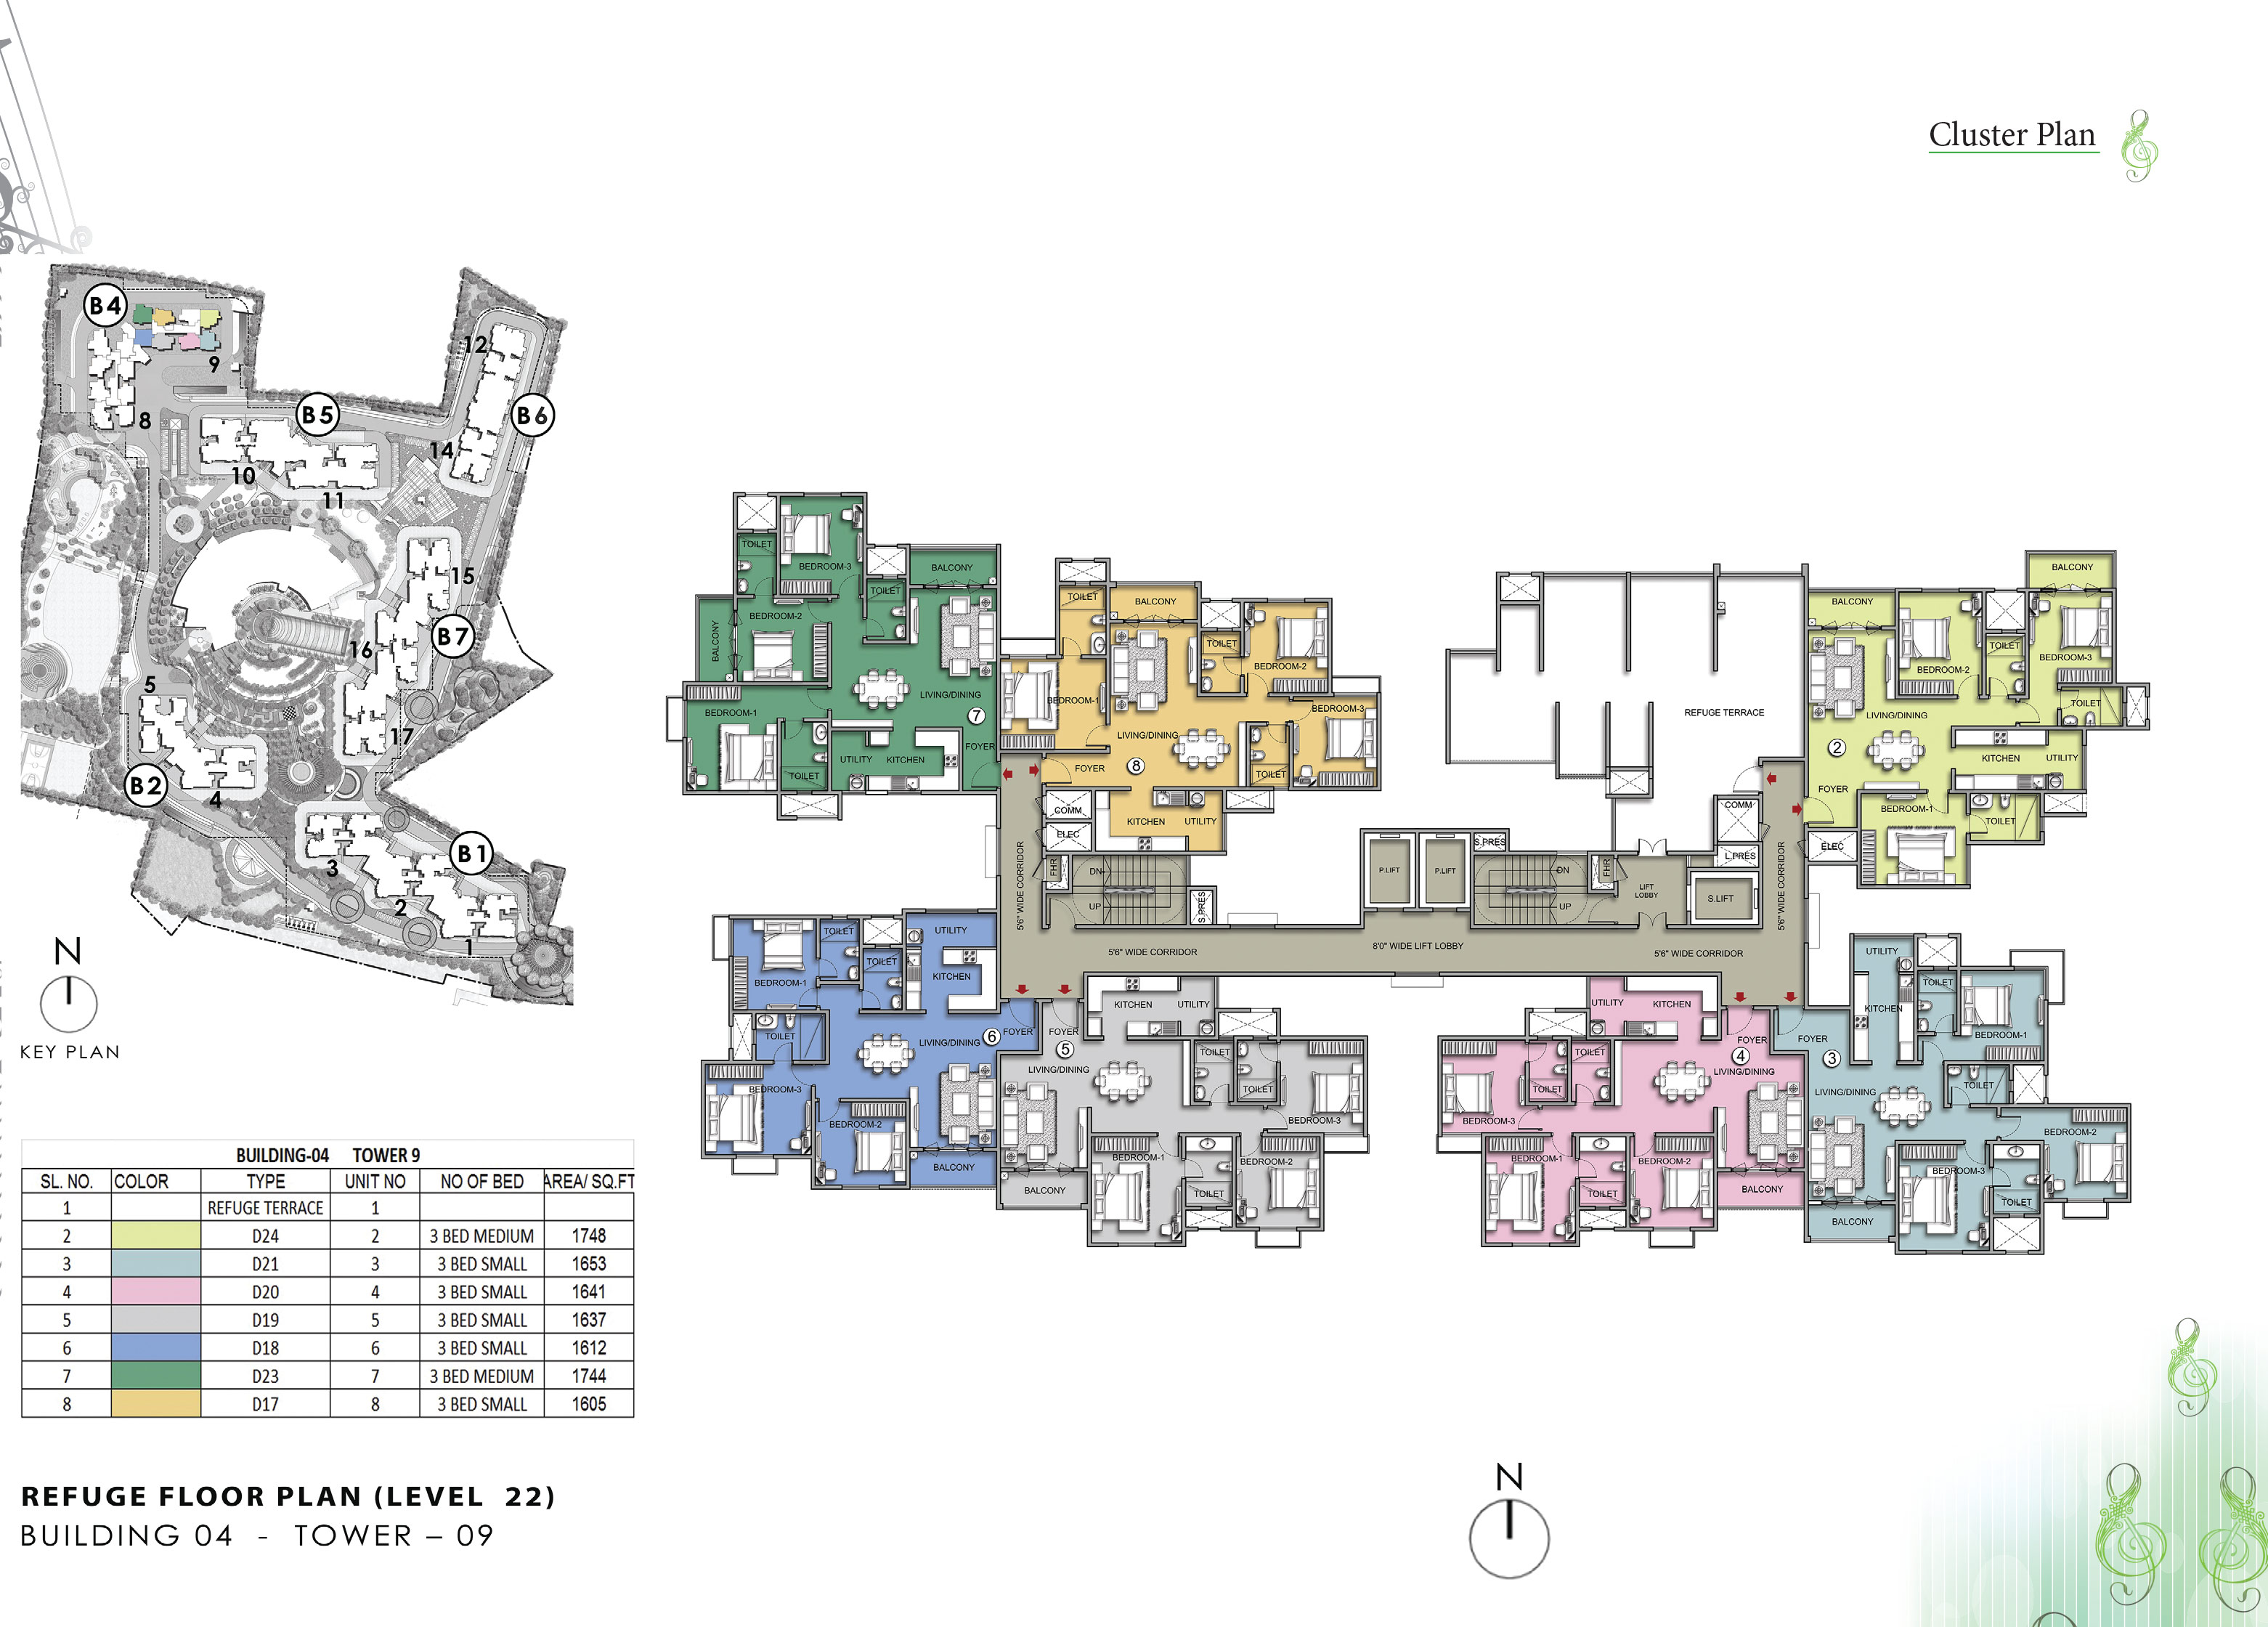 Cluster Plan
B4
9
8
B5
10
11
12
B6
14
15
B7
16
17
5
B2
4
3
B1
2
1
N
KEY PLAN
BUILDING-04 TOWER 9
SL. NO. COLOR TYPE UNIT NO NO OF BED AREA/ SQ.FT
1 REFUGE TERRACE 1
2 D24 2 3 BED MEDIUM 1748
3 D21 3 3 BED SMALL 1653
4 D20 4 3 BED SMALL 1641
5 D19 5 3 BED SMALL 1637
6 D18 6 3 BED SMALL 1612
7 D23 7 3 BED MEDIUM 1744
8 D17 8 3 BED SMALL 1605
REFUGE FLOOR PLAN (LEVEL 22)
BUILDING 04 - TOWER – 09
TOILET
BEDROOM-3
BALCONY
TOILET
BEDROOM-2
BALCONY
BEDROOM-1
LIVING/DINING
7
FOYER
UTILITY
KITCHEN
TOILET
TOILET
BALCONY
TOILET
BEDROOM-2
BEDROOM-1
BEDROOM-3
LIVING/DINING
8
FOYER
TOILET
KITCHEN
UTILITY
COMM
ELEC
FHR
DN
UP
S.PRES
5'6" WIDE CORRIDOR
5'6" WIDE CORRIDOR
8'0" WIDE LIFT LOBBY
5'6" WIDE CORRIDOR
5'6" WIDE CORRIDOR
P.LIFT
P.LIFT
S.PRES
DN
UP
FHR
LIFT
LOBBY
S.LIFT
L.PRES
COMM
REFUGE TERRACE
BALCONY
BALCONY
TOILET
BEDROOM-2
BEDROOM-3
TOILET
LIVING/DINING
2
KITCHEN
UTILITY
FOYER
BEDROOM-1
TOILET
ELEC
TOILET
UTILITY
TOILET
KITCHEN
BEDROOM-1
FOYER
6
TOILET
LIVING/DINING
BEDROOM-3
BEDROOM-2
BALCONY
KITCHEN
UTILITY
FOYER
5
TOILET
LIVING/DINING
TOILET
BEDROOM-3
BEDROOM-1
BEDROOM-2
BALCONY
TOILET
UTILITY
KITCHEN
FOYER
4
TOILET
LIVING/DINING
TOILET
BEDROOM-3
BEDROOM-1
BEDROOM-2
BALCONY
TOILET
UTILITY
TOILET
KITCHEN
BEDROOM-1
FOYER
3
TOILET
LIVING/DINING
BEDROOM-2
BEDROOM-3
TOILET
BALCONY
N